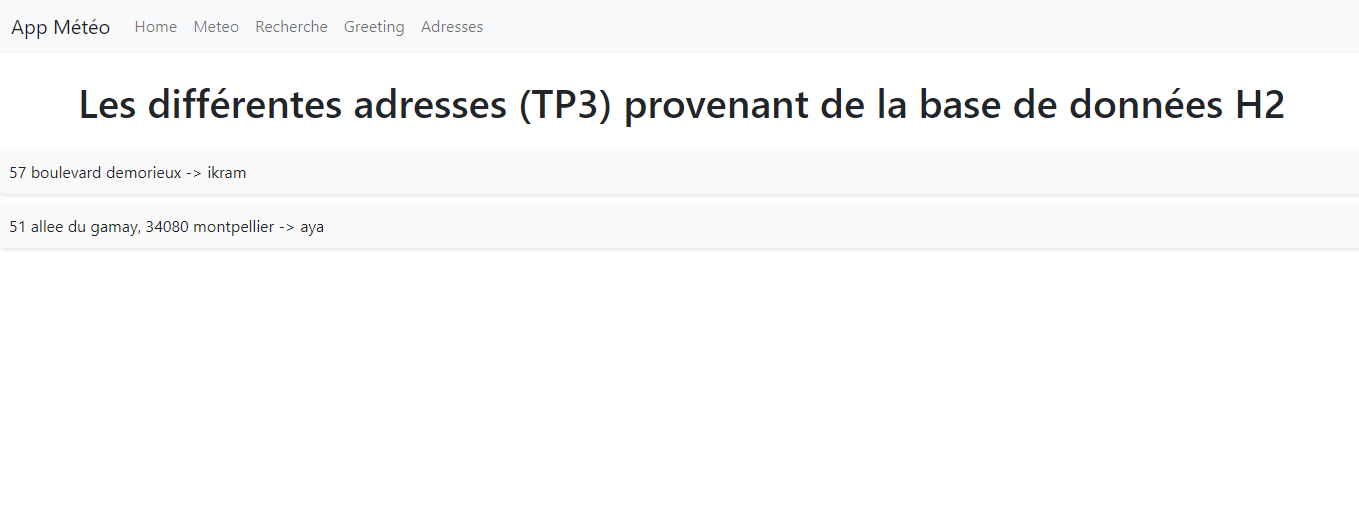 App Météo Home Meteo Recherche Greeting Adresses
Les différentes adresses (TP3) provenant de la base de données H2
57 boulevard demorieux -> ikram
51 allee du gamay, 34080 montpellier -> aya